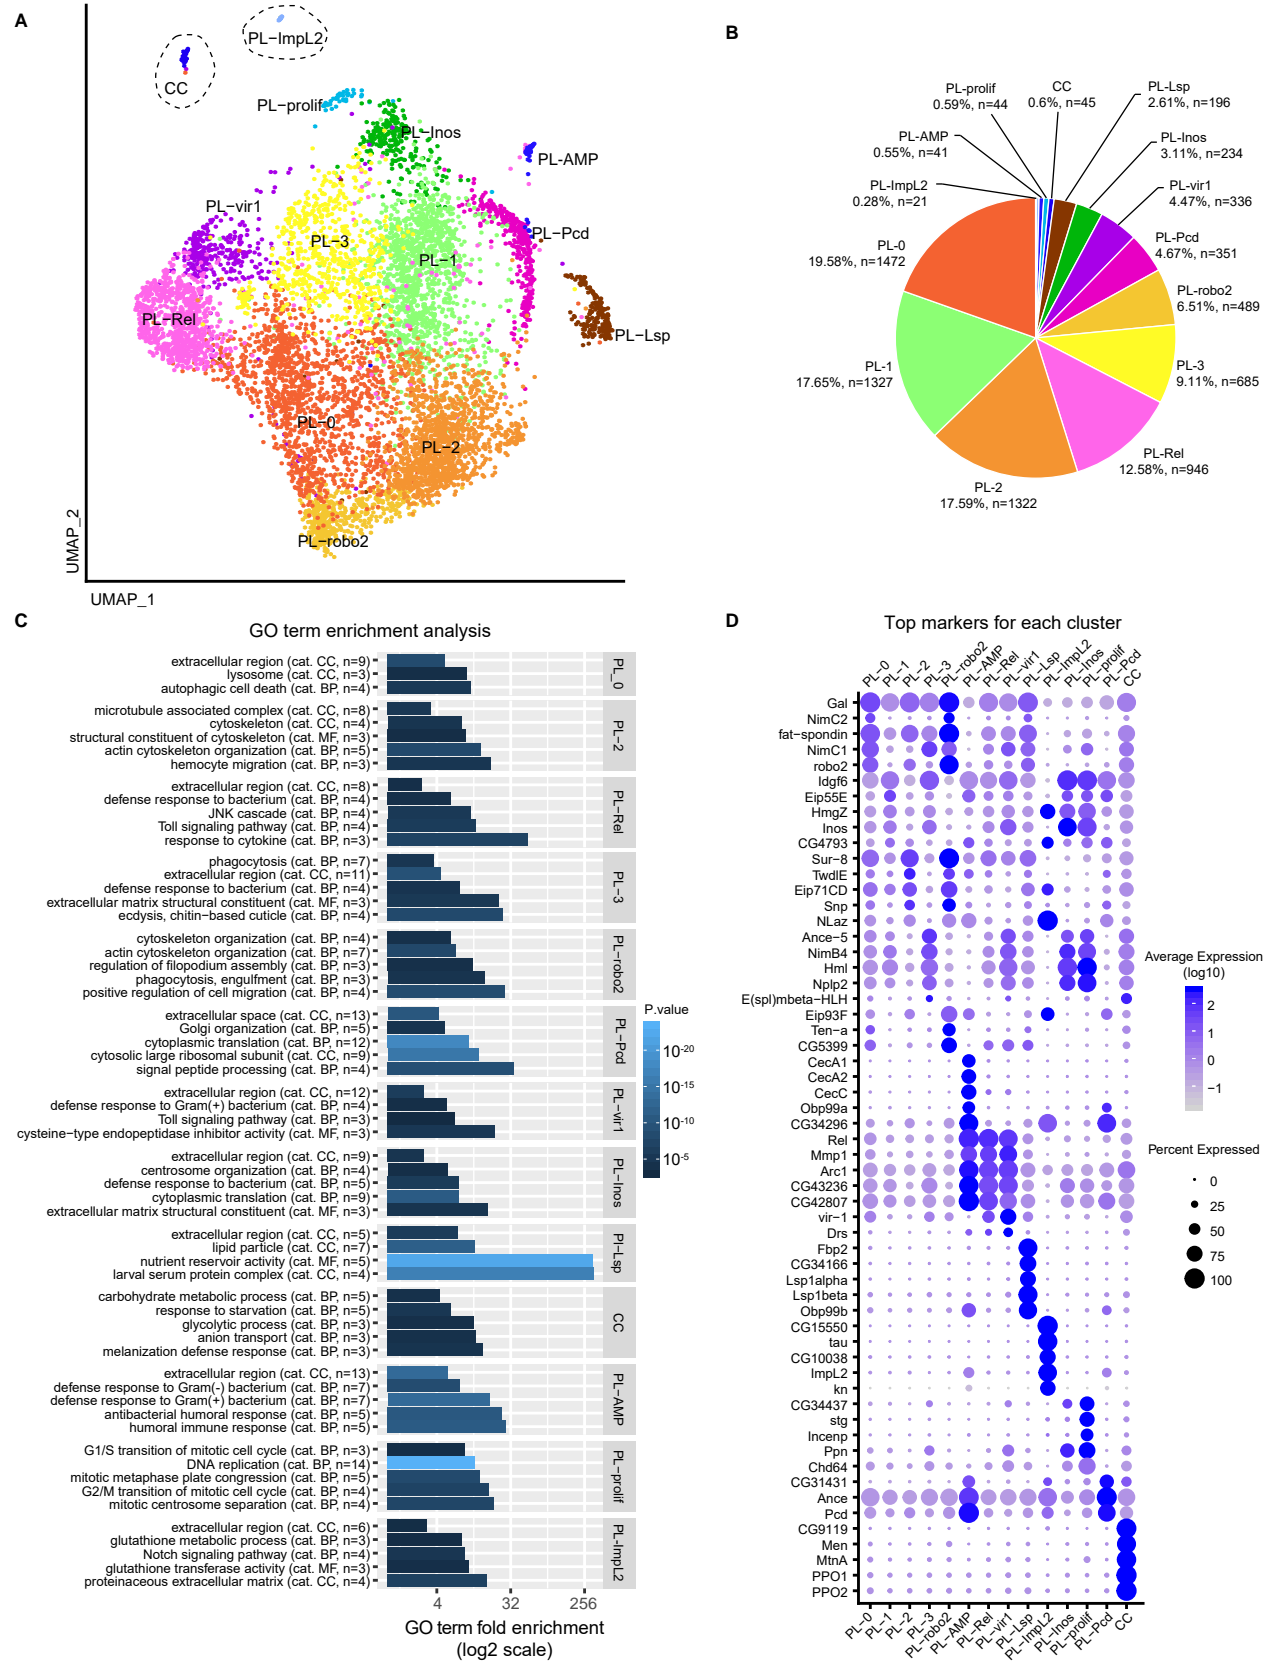 A
PL−ImpL2
CC
PL−prolif
PL−Inos
PL−AMP
PL−vir1
PL−Pcd
PL−3
PL−1
PL−Rel
PL−Lsp
PL−0
PL−2
PL−robo2
UMAP_2
UMAP_1
B
PL-prolif
0.59%, n=44
CC
0.6%, n=45
PL-Lsp
2.61%, n=196
PL-AMP
0.55%, n=41
PL-Inos
3.11%, n=234
PL-ImpL2
0.28%, n=21
PL-vir1
4.47%, n=336
PL-0
19.58%, n=1472
PL-Pcd
4.67%, n=351
PL-robo2
6.51%, n=489
PL-1
17.65%, n=1327
PL-3
9.11%, n=685
PL-Rel
12.58%, n=946
PL-2
17.59%, n=1322
C
GO term enrichment analysis
extracellular region (cat. CC, n=9)
lysosome (cat. CC, n=3)
autophagic cell death (cat. BP, n=4)
PL_0
microtubule associated complex (cat. CC, n=8)
cytoskeleton (cat. CC, n=4)
structural constituent of cytoskeleton (cat. MF, n=3)
actin cytoskeleton organization (cat. BP, n=5)
hemocyte migration (cat. BP, n=3)
PL−2
extracellular region (cat. CC, n=8)
defense response to bacterium (cat. BP, n=4)
JNK cascade (cat. BP, n=4)
Toll signaling pathway (cat. BP, n=4)
response to cytokine (cat. BP, n=3)
PL−Rel
phagocytosis (cat. BP, n=7)
extracellular region (cat. CC, n=11)
defense response to bacterium (cat. BP, n=4)
extracellular matrix structural constituent (cat. MF, n=3)
ecdysis, chitin−based cuticle (cat. BP, n=4)
PL−3
cytoskeleton organization (cat. BP, n=4)
actin cytoskeleton organization (cat. BP, n=7)
regulation of filopodium assembly (cat. BP, n=3)
phagocytosis, engulfment (cat. BP, n=3)
positive regulation of cell migration (cat. BP, n=4)
PL−robo2
extracellular space (cat. CC, n=13)
Golgi organization (cat. BP, n=5)
cytoplasmic translation (cat. BP, n=12)
cytosolic large ribosomal subunit (cat. CC, n=9)
signal peptide processing (cat. BP, n=4)
PL−Pcd
extracellular region (cat. CC, n=12)
defense response to Gram(+) bacterium (cat. BP, n=4)
Toll signaling pathway (cat. BP, n=3)
cysteine−type endopeptidase inhibitor activity (cat. MF, n=3)
PL−vir1
extracellular region (cat. CC, n=9)
centrosome organization (cat. BP, n=4)
defense response to bacterium (cat. BP, n=5)
cytoplasmic translation (cat. BP, n=9)
extracellular matrix structural constituent (cat. MF, n=3)
PL−Inos
extracellular region (cat. CC, n=5)
lipid particle (cat. CC, n=7)
nutrient reservoir activity (cat. MF, n=5)
larval serum protein complex (cat. CC, n=4)
Pl−Lsp
carbohydrate metabolic process (cat. BP, n=5)
response to starvation (cat. BP, n=5)
glycolytic process (cat. BP, n=3)
anion transport (cat. BP, n=3)
melanization defense response (cat. BP, n=3)
CC
extracellular region (cat. CC, n=13)
defense response to Gram(-) bacterium (cat. BP, n=7)
defense response to Gram(+) bacterium (cat. BP, n=7)
antibacterial humoral response (cat. BP, n=5)
humoral immune response (cat. BP, n=5)
PL−AMP
G1/S transition of mitotic cell cycle (cat. BP, n=3)
DNA replication (cat. BP, n=14)
mitotic metaphase plate congression (cat. BP, n=5)
G2/M transition of mitotic cell cycle (cat. BP, n=4)
mitotic centrosome separation (cat. BP, n=4)
PL−prolif
extracellular region (cat. CC, n=6)
glutathione metabolic process (cat. BP, n=3)
Notch signaling pathway (cat. BP, n=4)
glutathione transferase activity (cat. MF, n=3)
proteinaceous extracellular matrix (cat. CC, n=4)
PL-ImpL2
4 32 256
GO term fold enrichment
(log2 scale)
P.value
10-20
10-15
10-10
10-5
D
Top markers for each cluster
PL-0 PL-1 PL-2 PL-3 PL-robo2 PL-AMP PL-Rel PL-vir1 PL-Lsp PL-ImpL2 PL-Inos PL-prolif PL-Pcd CC
Gal
NimC2
fat-spondin
NimC1
robo2
Idgf6
Eip55E
HmgZ
Inos
CG4793
Sur-8
TwdlE
Eip71CD
Snp
NLaz
Ance-5
NimB4
Hml
Nplp2
E(spl)mbeta-HLH
Eip93F
Ten-a
CG5399
CecA1
CecA2
CecC
Obp99a
CG34296
Rel
Mmp1
Arc1
CG43236
CG42807
vir-1
Drs
Fbp2
CG34166
Lsp1alpha
Lsp1beta
Obp99b
CG15550
tau
CG10038
ImpL2
kn
CG34437
stg
Incenp
Ppn
Chd64
CG31431
Ance
Pcd
CG9119
Men
MtnA
PPO1
PPO2
PL-0 PL-1 PL-2 PL-3 PL-robo2 PL-AMP PL-Rel PL-vir1 PL-Lsp PL-ImpL2 PL-Inos PL-prolif PL-Pcd CC
Average Expression
(log10)
2
1
0
−1
Percent Expressed
0
25
50
75
100